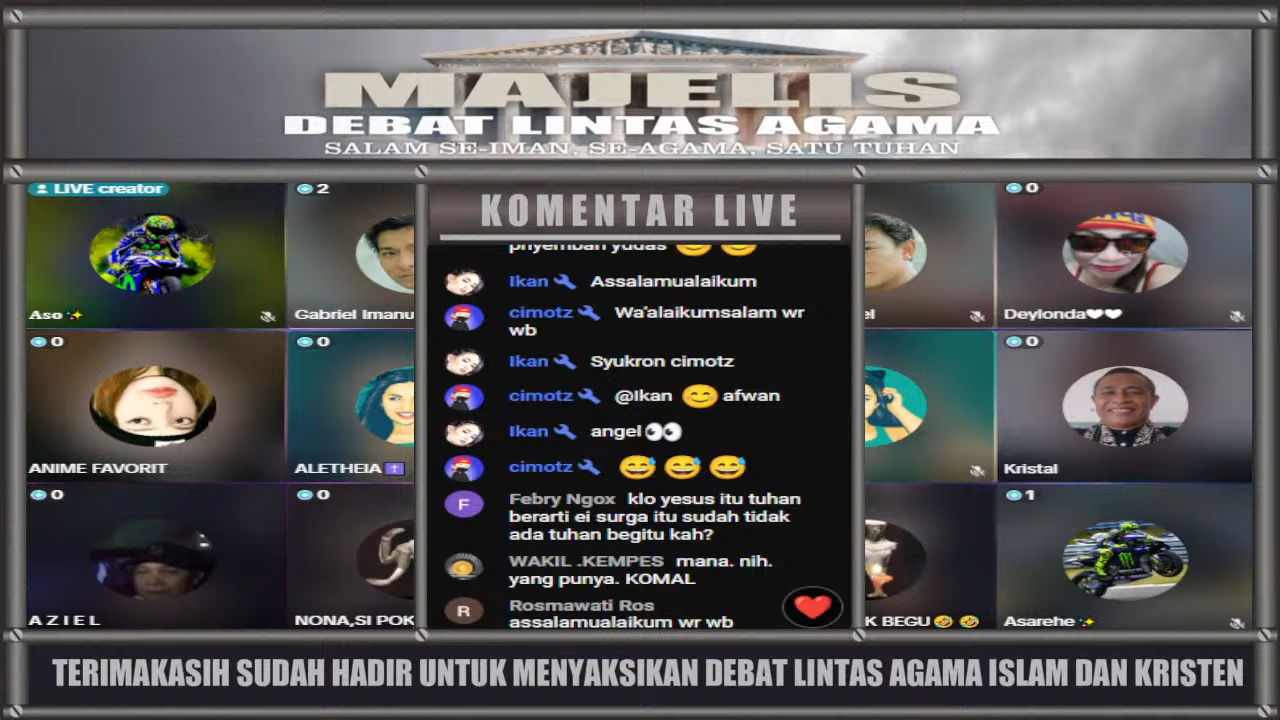 MAJELIS
DEBAT LINTAS AGAMA
SALAM SE-IMAN, SE-AGAMA, SATU TUHAN
LIVE creator
2
0
KOMENTAR LIVE
Aso
Gabriel Imanu
el
Deylonda
Ikan Assalamualaikum
cimotz Wa'alaikumsalam wr
wb
0
0
0
Ikan Syukron cimotz
cimotz @Ikan 😊 afwan
Ikan angel👀
cimotz 😅 😅 😅
ANIME FAVORIT
ALETHEIA
Kristal
0
0
1
F
Febry Ngox klo yesus itu tuhan
berarti ei surga itu sudah tidak
ada tuhan begitu kah?
WAKIL .KEMPES mana. nih.
yang punya. KOMAL
R
Rosmawati Ros
assalamualaikum wr wb
A Z I E L
NONA,SI POK
K BEGU 🤣 🤣
Asarehe
TERIMAKASIH SUDAH HADIR UNTUK MENYAKSIKAN DEBAT LINTAS AGAMA ISLAM DAN KRISTEN